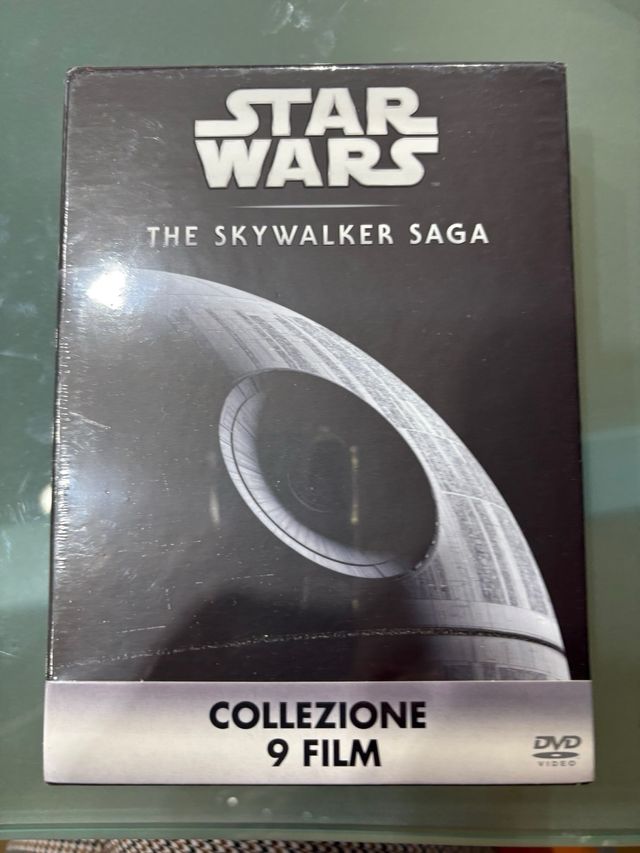 STAR
WARS
THE SKYWALKER SAGA
COLLEZIONE
9 FILM
DVD
VIDEO